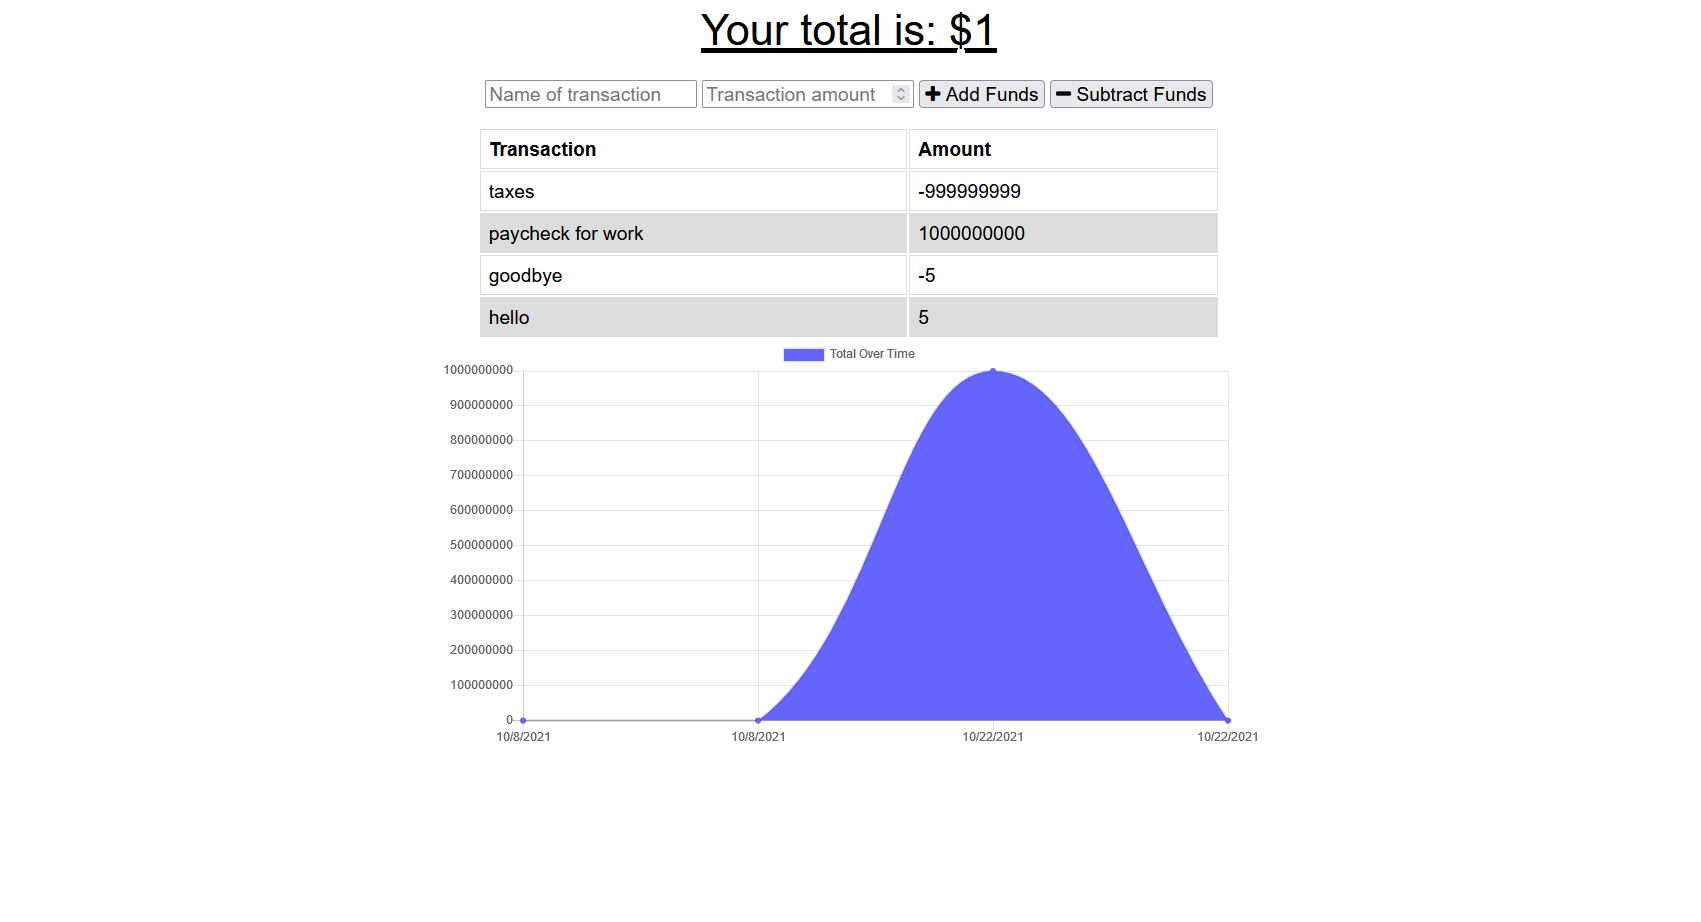 Your total is: $1
Name of transaction Transaction amount Add Funds Subtract Funds
Transaction Amount
taxes -999999999
paycheck for work 1000000000
goodbye -5
hello 5
Total Over Time
1000000000
900000000
800000000
700000000
600000000
500000000
400000000
300000000
200000000
100000000
0
10/8/2021 10/8/2021 10/22/2021 10/22/2021